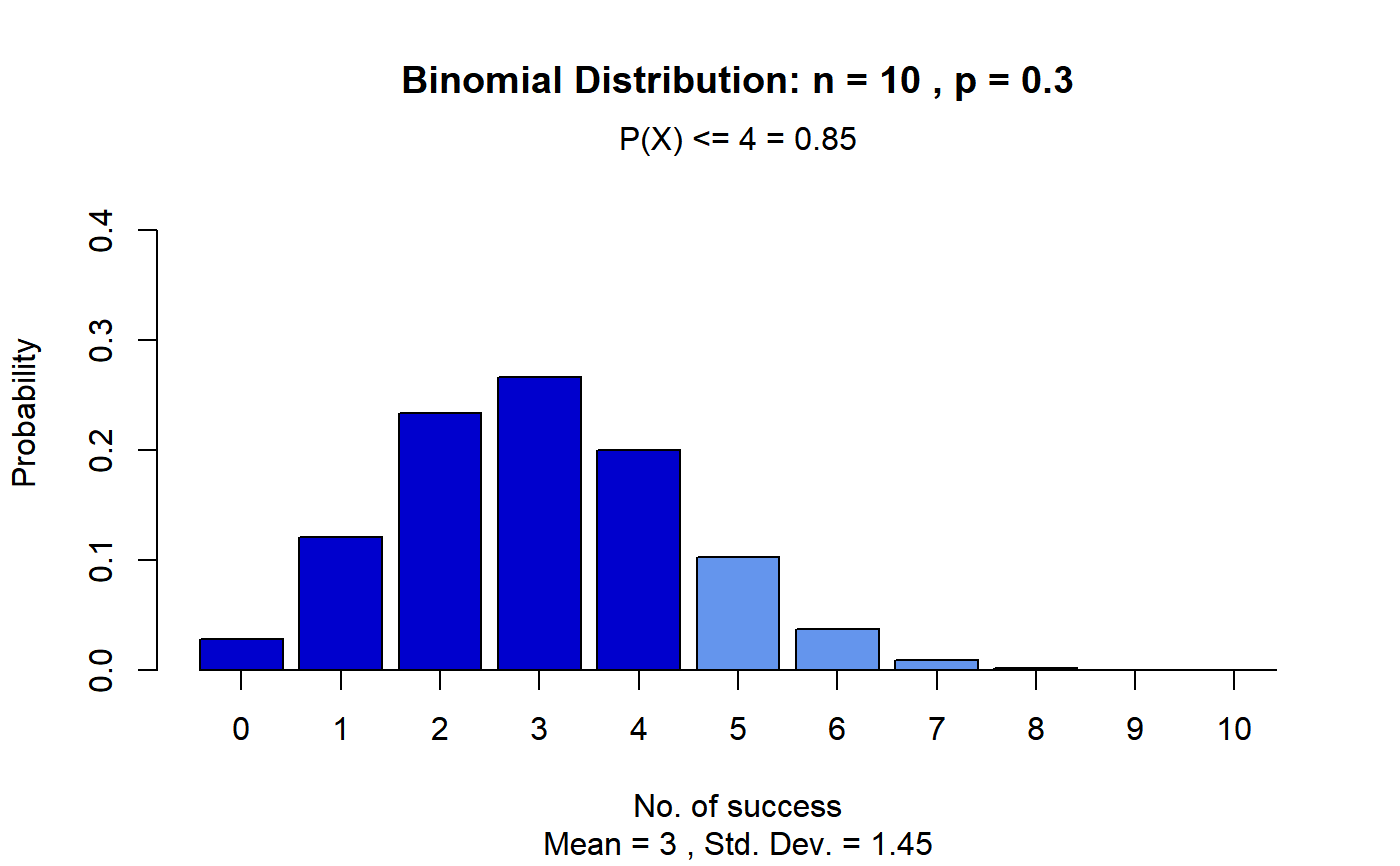 Binomial Distribution: n = 10 , p = 0.3
P(X) <= 4 = 0.85
0.4
0.3
0.2
0.1
0.0
Probability
0 1 2 3 4 5 6 7 8 9 10
No. of success
Mean = 3 , Std. Dev. = 1.45